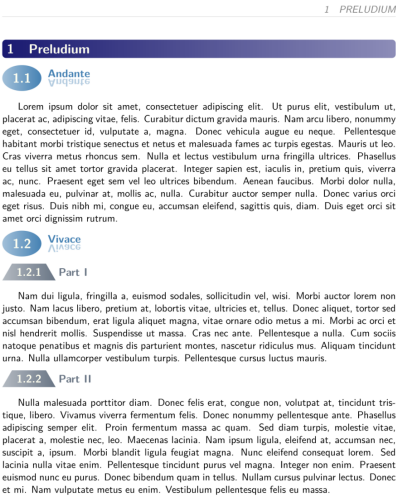 1 PRELUDIUM
1 Preludium
1.1 Andante
Lorem ipsum dolor sit amet, consectetuer adipiscing elit. Ut purus elit, vestibulum ut,
placerat ac, adipiscing vitae, felis. Curabitur dictum gravida mauris. Nam arcu libero, nonummy
eget, consectetuer id, vulputate a, magna. Donec vehicula augue eu neque. Pellentesque
habitant morbi tristique senectus et netus et malesuada fames ac turpis egestas. Mauris ut leo.
Cras viverra metus rhoncus sem. Nulla et lectus vestibulum urna fringilla ultrices. Phasellus
eu tellus sit amet tortor gravida placerat. Integer sapien est, iaculis in, pretium quis, viverra
ac, nunc. Praesent eget sem vel leo ultrices bibendum. Aenean faucibus. Morbi dolor nulla,
malesuada eu, pulvinar at, mollis ac, nulla. Curabitur auctor semper nulla. Donec varius orci
eget risus. Duis nibh mi, congue eu, accumsan eleifend, sagittis quis, diam. Duis eget orci sit
amet orci dignissim rutrum.
1.2 Vivace
1.2.1 Part I
Nam dui ligula, fringilla a, euismod sodales, sollicitudin vel, wisi. Morbi auctor lorem non
justo. Nam lacus libero, pretium at, lobortis vitae, ultricies et, tellus. Donec aliquet, tortor sed
accumsan bibendum, erat ligula aliquet magna, vitae ornare odio metus a mi. Morbi ac orci et
nisl hendrerit mollis. Suspendisse ut massa. Cras nec ante. Pellentesque a nulla. Cum sociis
natoque penatibus et magnis dis parturient montes, nascetur ridiculus mus. Aliquam tincidunt
urna. Nulla ullamcorper vestibulum turpis. Pellentesque cursus luctus mauris.
1.2.2 Part II
Nulla malesuada porttitor diam. Donec felis erat, congue non, volutpat at, tincidunt tris-
tique, libero. Vivamus viverra fermentum felis. Donec nonummy pellentesque ante. Phasellus
adipiscing semper elit. Proin fermentum massa ac quam. Sed diam turpis, molestie vitae,
placerat a, molestie nec, leo. Maecenas lacinia. Nam ipsum ligula, eleifend at, accumsan nec,
suscipit a, ipsum. Morbi blandit ligula feugiat magna. Nunc eleifend consequat lorem. Sed
lacinia nulla vitae enim. Pellentesque tincidunt purus vel magna. Integer non enim. Praesent
euismod nunc eu purus. Donec bibendum quam in tellus. Nullam cursus pulvinar lectus. Donec
et mi. Nam vulputate metus eu enim. Vestibulum pellentesque felis eu massa.